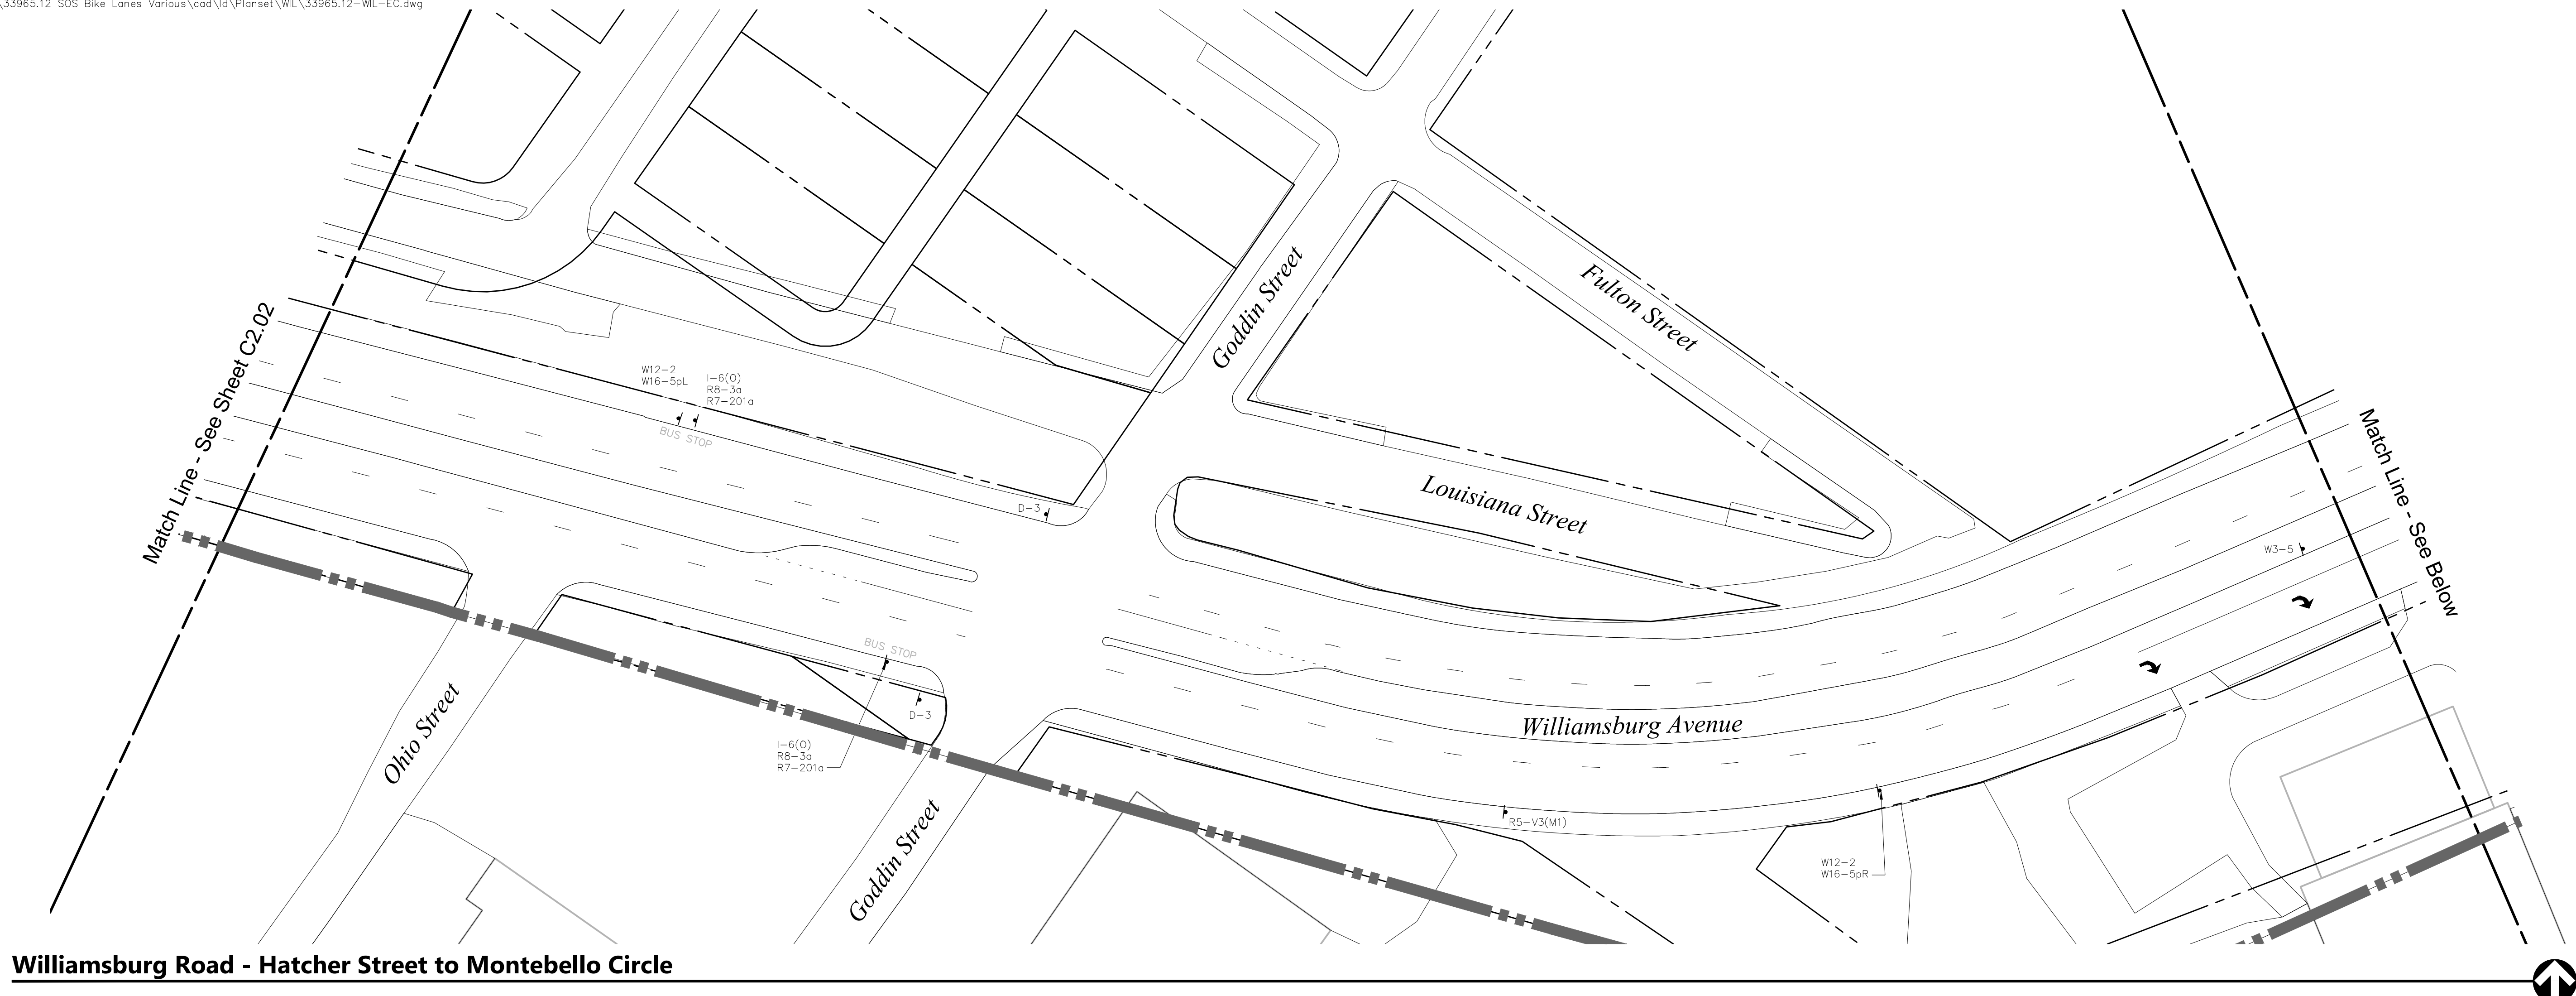 \33965.12 SOS Bike Lanes Various\cad\ld\Planset\WIL\33965.12-WIL-EC.dwg
Match Line - See Sheet C2.02
W12-2
W16-5pL
I-6(O)
R8-3a
R7-201a
BUS STOP
D-3
Goddin Street
Fulton Street
Louisiana Street
Match Line - See Below
W3-5
Ohio Street
BUS STOP
D-3
I-6(O)
R8-3a
R7-201a
Goddin Street
Williamsburg Avenue
R5-V3(M1)
W12-2
W16-5pR
Williamsburg Road - Hatcher Street to Montebello Circle